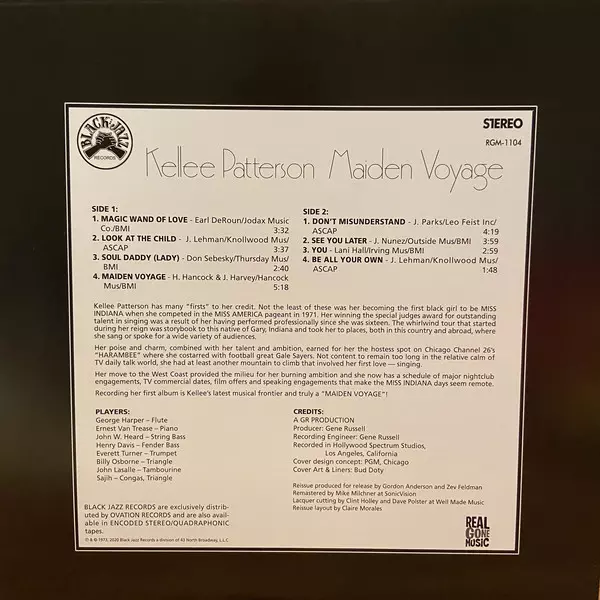 BLACK JAZZ
RECORDS
STEREO
RGM-1104
Kellee Patterson Maiden Voyage
SIDE 1:
1. MAGIC WAND OF LOVE - Earl DeRoun/Jodax Music
Co./BMI 3:32
2. LOOK AT THE CHILD - J. Lehman/Knollwood Mus/
ASCAP 3:37
3. SOUL DADDY (LADY) - Don Sebesky/Thursday Mus/
BMI 2:40
4. MAIDEN VOYAGE - H. Hancock & J. Harvey/Hancock
Mus/BMI 5:18
SIDE 2:
1. DON'T MISUNDERSTAND - J. Parks/Leo Feist Inc/
ASCAP 4:19
2. SEE YOU LATER - J. Nunez/Outside Mus/BMI 3:59
3. YOU - Lani Hall/Irving Mus/BMI 2:59
4. BE ALL YOUR OWN - J. Lehman/Knollwood Mus/
ASCAP 1:48
Kellee Patterson has many "firsts" to her credit. Not the least of these was her becoming the first black girl to be MISS
INDIANA when she competed in the MISS AMERICA pageant in 1971. Her winning the special judges award for outstanding
talent in singing was a result of her having performed professionally since she was sixteen. The whirlwind tour that started
during her reign was storybook to this native of Gary, Indiana and took her to places, both in this country and abroad, where
she sang or spoke for a wide variety of audiences.
Her poise and charm, combined with her talent and ambition, earned for her the hostess spot on Chicago Channel 26's
"HARAMBEE" where she costarred with football great Gale Sayers. Not content to remain too long in the relative calm of
TV daily talk world, she had at least another mountain to climb that involved her first love — singing.
Her move to the West Coast provided the milieu for her burning ambition and she now has a schedule of major nightclub
engagements, TV commercial dates, film offers and speaking engagements that make the MISS INDIANA days seem remote.
Recording her first album is Kellee's latest musical frontier and truly a "MAIDEN VOYAGE"!
PLAYERS:
George Harper – Flute
Ernest Van Trease – Piano
John W. Heard – String Bass
Henry Davis – Fender Bass
Everett Turner – Trumpet
Billy Osborne – Triangle
John Lasalle – Tambourine
Sajih – Congas, Triangle
CREDITS:
A GR PRODUCTION
Producer: Gene Russell
Recording Engineer: Gene Russell
Recorded in Hollywood Spectrum Studios,
Los Angeles, California
Cover design concept: PGM, Chicago
Cover Art & Liners: Bud Doty
Reissue produced for release by Gordon Anderson and Zev Feldman
Remastered by Mike Milchner at SonicVision
Lacquer cutting by Clint Holley and Dave Polster at Well Made Music
Reissue layout by Claire Morales
BLACK JAZZ RECORDS are exclusively distrib-
uted by OVATION RECORDS and are also avail-
able in ENCODED STEREO/QUADRAPHONIC
tapes.
℗ & © 1973, 2020 Black Jazz Records a division of 43 North Broadway, L.L.C
REAL
GONE
MUSIC